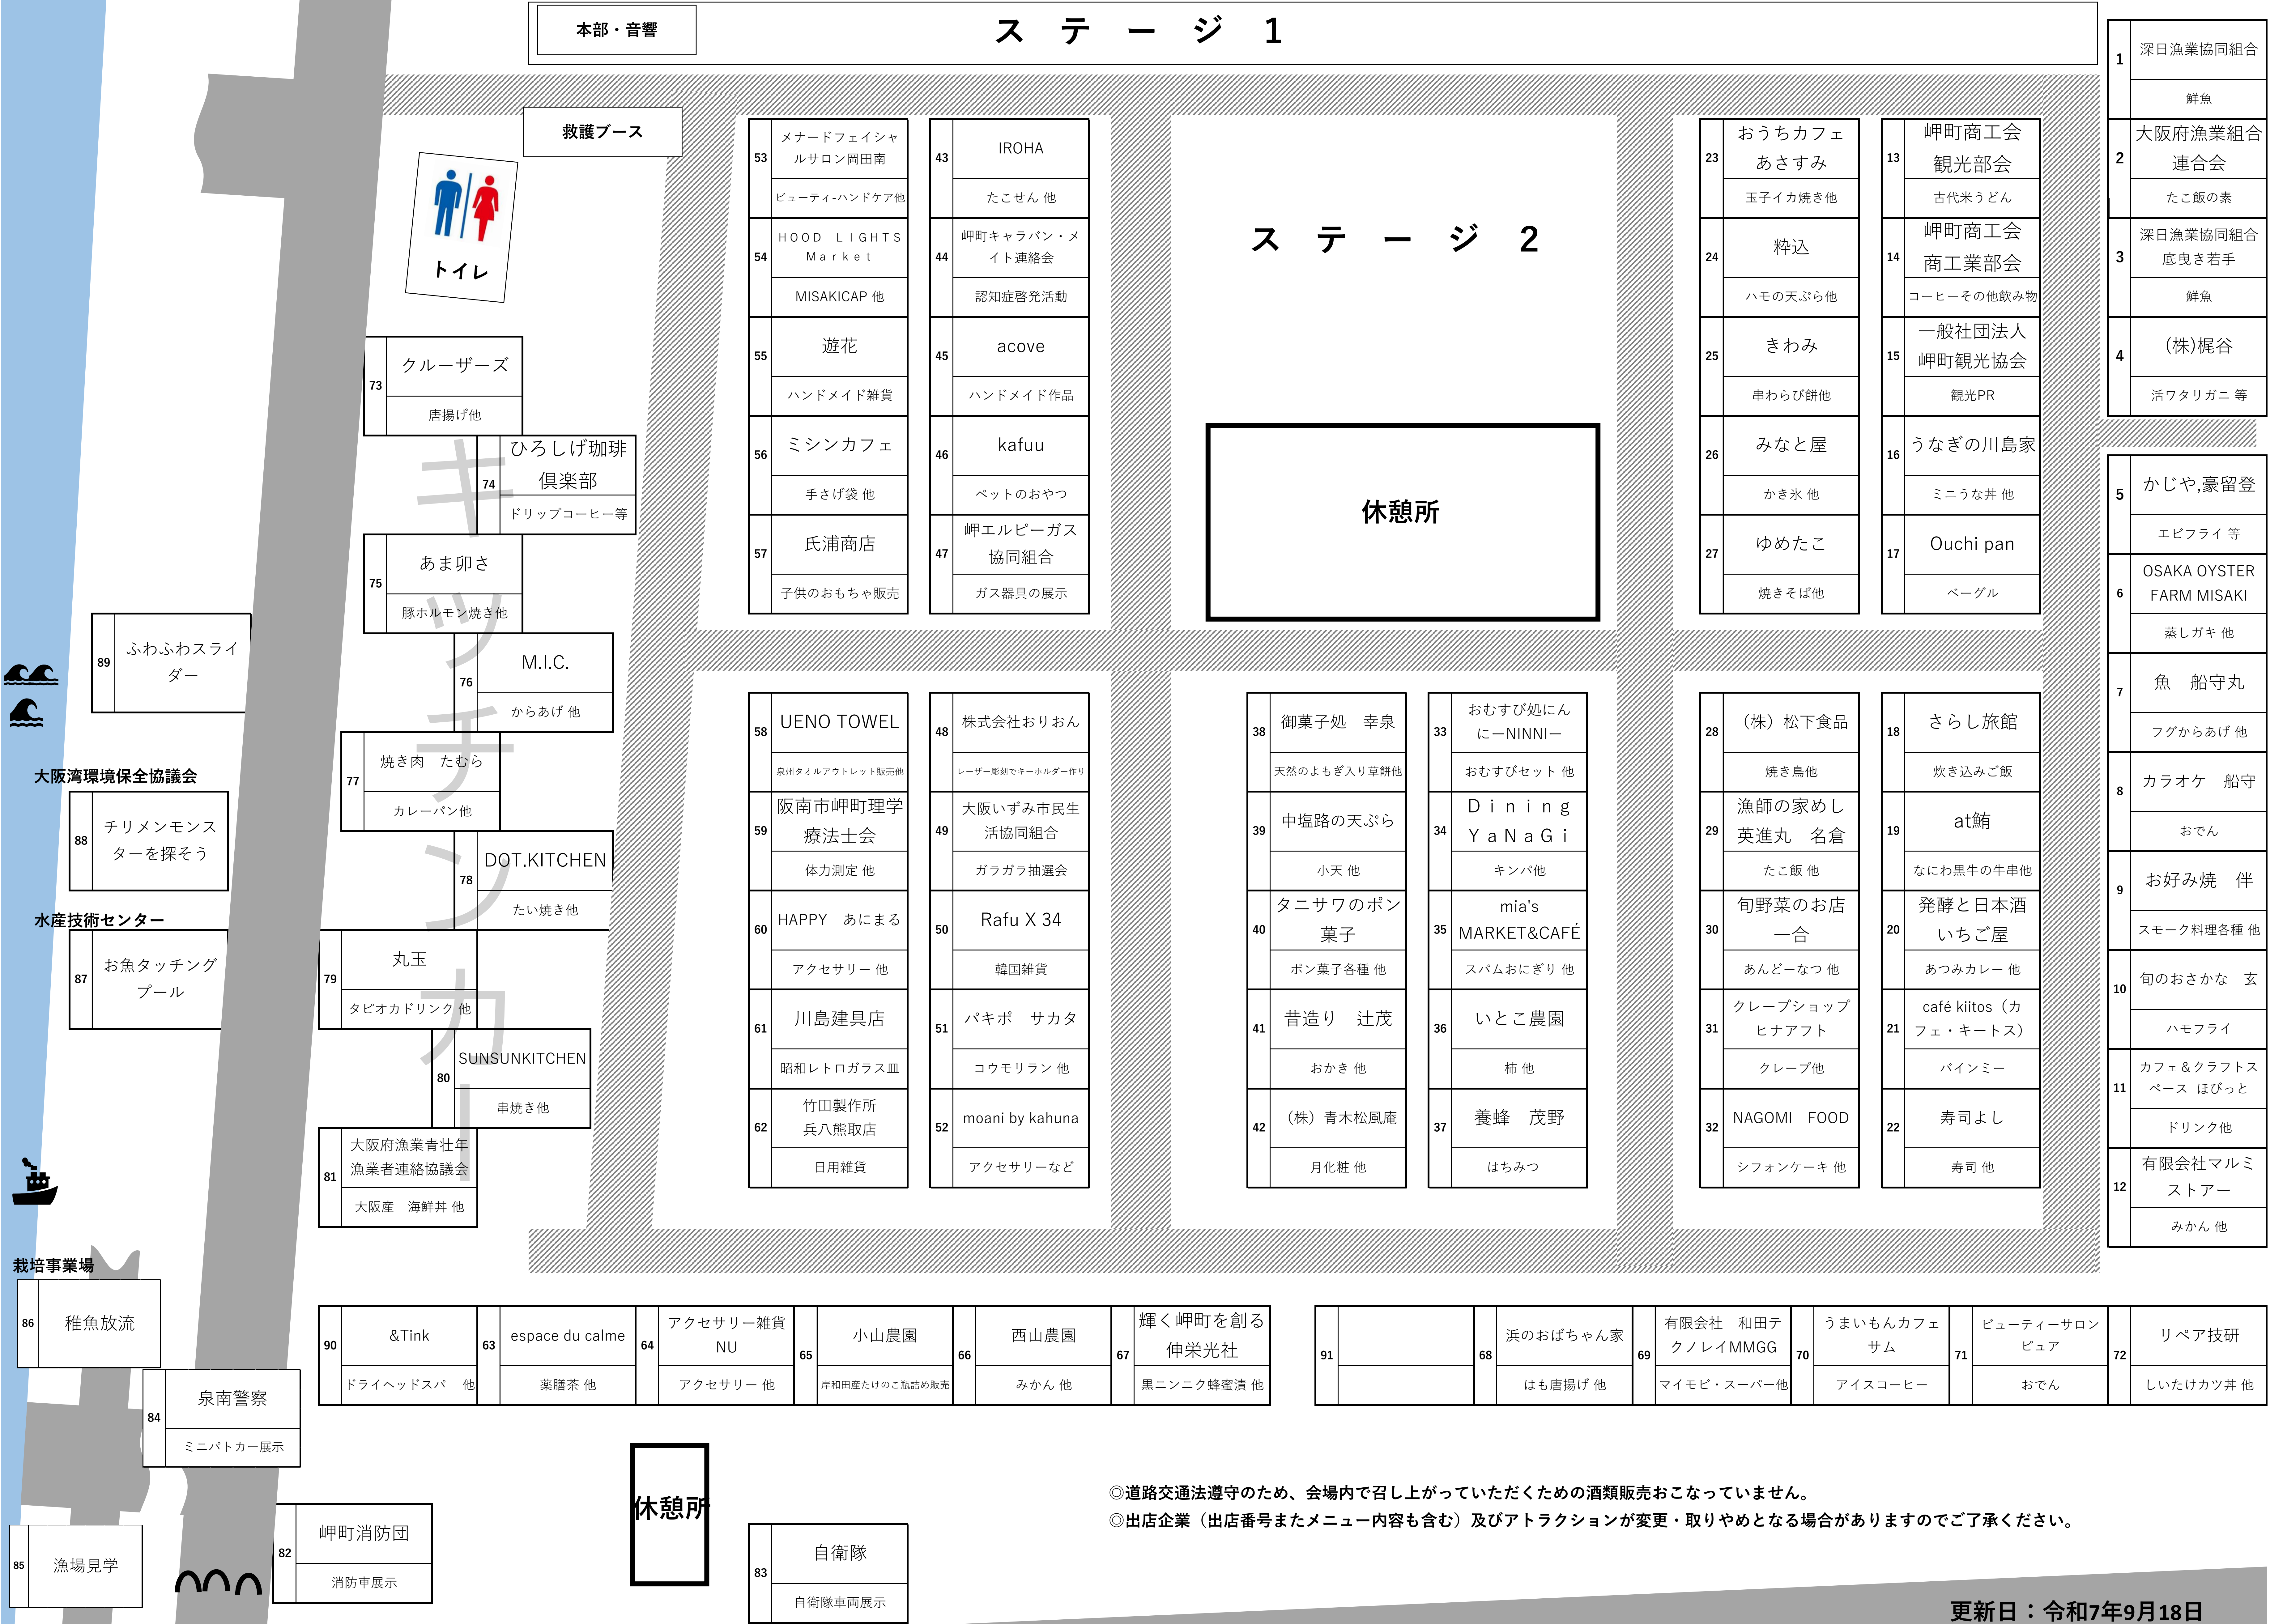 本部・音響
ステージ1
救護ブース
トイレ
ステージ2
休憩所
キッチンカー
1
深日漁業協同組合
鮮魚
2
大阪府漁業組合
連合会
たこ飯の素
3
深日漁業協同組合
底曳き若手
鮮魚
4
(株)梶谷
活ワタリガニ 等
5
かじや,豪留登
エビフライ 等
6
OSAKA OYSTER
FARM MISAKI
蒸しガキ 他
7
魚 船守丸
フグからあげ 他
8
カラオケ 船守
おでん
9
お好み焼 伴
スモーク料理各種 他
10
旬のおさかな 玄
ハモフライ
11
カフェ＆クラフトス
ペース ほびっと
ドリンク他
12
有限会社マルミ
ストアー
みかん 他
53
メナードフェイシャ
ルサロン岡田南
ビューティ-ハンドケア他
54
HOOD LIGHTS
Market
MISAKICAP 他
55
遊花
ハンドメイド雑貨
56
ミシンカフェ
手さげ袋 他
57
氏浦商店
子供のおもちゃ販売
43
IROHA
たこせん 他
44
岬町キャラバン・メ
イト連絡会
認知症啓発活動
45
acove
ハンドメイド作品
46
kafuu
ペットのおやつ
47
岬エルピーガス
協同組合
ガス器具の展示
23
おうちカフェ
あさすみ
玉子イカ焼き他
24
粋込
ハモの天ぷら他
25
きわみ
串わらび餅他
26
みなと屋
かき氷 他
27
ゆめたこ
焼きそば他
13
岬町商工会
観光部会
古代米うどん
14
岬町商工会
商工業部会
コーヒーその他飲み物
15
一般社団法人
岬町観光協会
観光PR
16
うなぎの川島家
ミニうな丼 他
17
Ouchi pan
ベーグル
73
クルーザーズ
唐揚げ他
74
ひろしげ珈琲
倶楽部
ドリップコーヒー等
75
あま卯さ
豚ホルモン焼き他
76
M.I.C.
からあげ 他
77
焼き肉 たむら
カレーパン他
78
DOT.KITCHEN
たい焼き他
79
丸玉
タピオカドリンク 他
80
SUNSUNKITCHEN
串焼き他
81
大阪府漁業青壮年
漁業者連絡協議会
大阪産 海鮮丼 他
89
ふわふわスライ
ダー
大阪湾環境保全協議会
88
チリメンモンス
ターを探そう
水産技術センター
87
お魚タッチング
プール
58
UENO TOWEL
泉州タオルアウトレット販売他
59
阪南市岬町理学
療法士会
体力測定 他
60
HAPPY あにまる
アクセサリー 他
61
川島建具店
昭和レトロガラス皿
62
竹田製作所
兵八熊取店
日用雑貨
48
株式会社おりおん
レーザー彫刻でキーホルダー作り
49
大阪いずみ市民生
活協同組合
ガラガラ抽選会
50
Rafu X 34
韓国雑貨
51
パキポ サカタ
コウモリラン 他
52
moani by kahuna
アクセサリーなど
38
御菓子処 幸泉
天然のよもぎ入り草餅他
39
中塩路の天ぷら
小天 他
40
タニサワのポン
菓子
ポン菓子各種 他
41
昔造り 辻茂
おかき 他
42
（株）青木松風庵
月化粧 他
33
おむすび処にん
にーNINNIー
おむすびセット 他
34
Dining
YaNaGi
キンパ他
35
mia's
MARKET&CAFÉ
スパムおにぎり 他
36
いとこ農園
柿 他
37
養蜂 茂野
はちみつ
28
（株）松下食品
焼き鳥他
29
漁師の家めし
英進丸 名倉
たこ飯 他
30
旬野菜のお店
一合
あんどーなつ 他
31
クレープショップ
ヒナアフト
クレープ他
32
NAGOMI FOOD
シフォンケーキ 他
18
さらし旅館
炊き込みご飯
19
at鮪
なにわ黒牛の牛串他
20
発酵と日本酒
いちご屋
あつみカレー 他
21
café kiitos（カ
フェ・キートス）
バインミー
22
寿司よし
寿司 他
栽培事業場
86
稚魚放流
84
泉南警察
ミニパトカー展示
85
漁場見学
82
岬町消防団
消防車展示
90
&Tink
ドライヘッドスパ 他
63
espace du calme
薬膳茶 他
64
アクセサリー雑貨
NU
アクセサリー 他
65
小山農園
岸和田産たけのこ瓶詰め販売
66
西山農園
みかん 他
67
輝く岬町を創る
伸栄光社
黒ニンニク蜂蜜漬 他
91
68
浜のおばちゃん家
はも唐揚げ 他
69
有限会社 和田テ
クノレイMMGG
マイモビ・スーパー他
70
うまいもんカフェ
サム
アイスコーヒー
71
ビューティーサロン
ピュア
おでん
72
リペア技研
しいたけカツ丼 他
休憩所
83
自衛隊
自衛隊車両展示
◎道路交通法遵守のため、会場内で召し上がっていただくための酒類販売おこなっていません。
◎出店企業（出店番号またメニュー内容も含む）及びアトラクションが変更・取りやめとなる場合がありますのでご了承ください。
更新日：令和7年9月18日